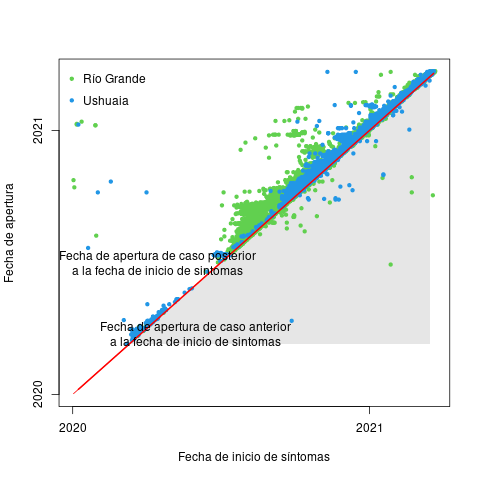 Río Grande
Ushuaia
2021
Fecha de apertura
Fecha de apertura de caso posterior
a la fecha de inicio de síntomas
Fecha de apertura de caso anterior
a la fecha de inicio de síntomas
2020
2020
2021
Fecha de inicio de síntomas